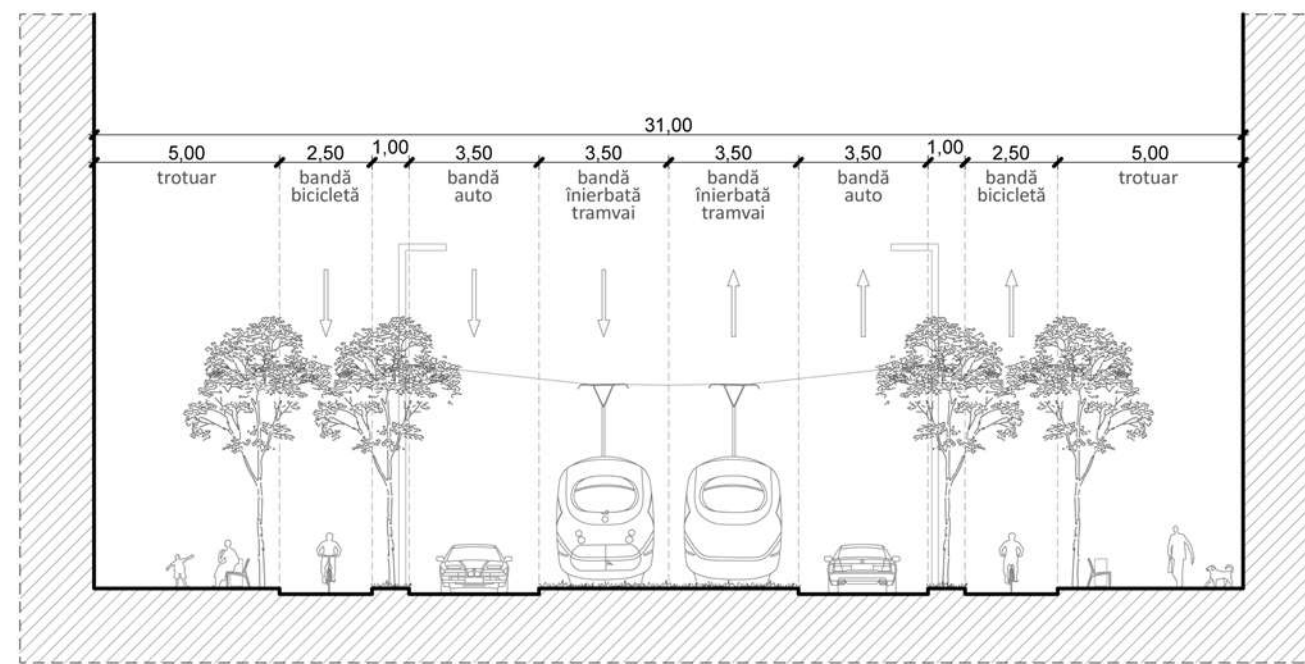 31,00
5,00 2,50 1,00 3,50 3,50 3,50 3,50 1,00 2,50 5,00
trotuar bandă bandă bandă bandă bandă bandă trotuar
bicicletă auto înierbată înierbată auto bicicletă
tramvai tramvai